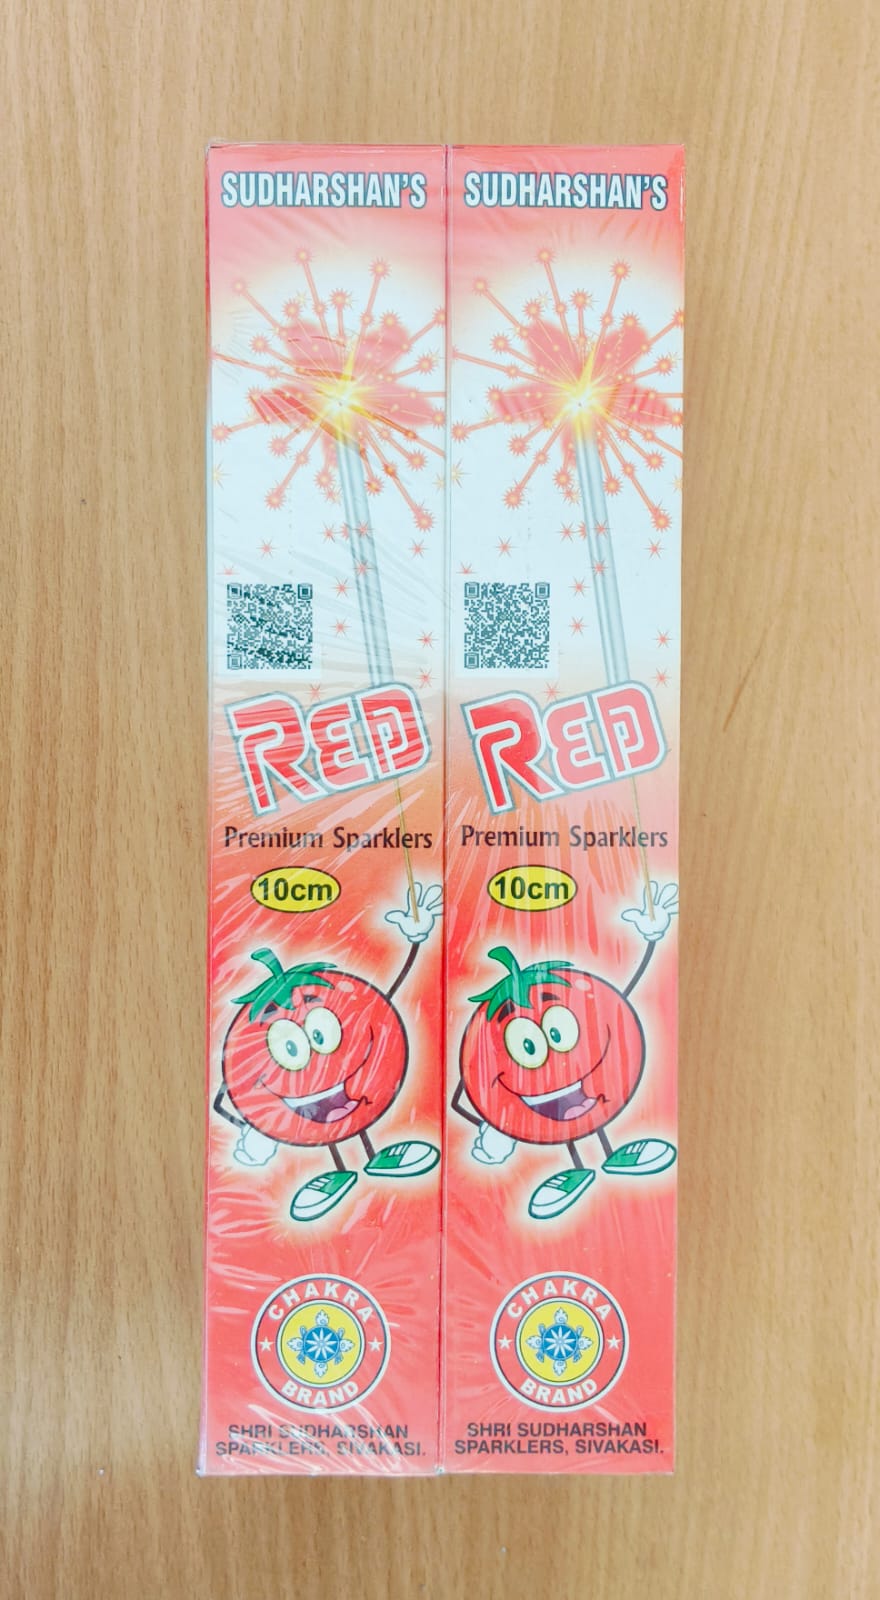 SUDHARSHAN'S
RED
Premium Sparklers
10cm
CHAKRA
BRAND
SHRI SUDHARSHAN
SPARKLERS, SIVAKASI.
SUDHARSHAN'S
RED
Premium Sparklers
10cm
CHAKRA
BRAND
SHRI SUDHARSHAN
SPARKLERS, SIVAKASI.